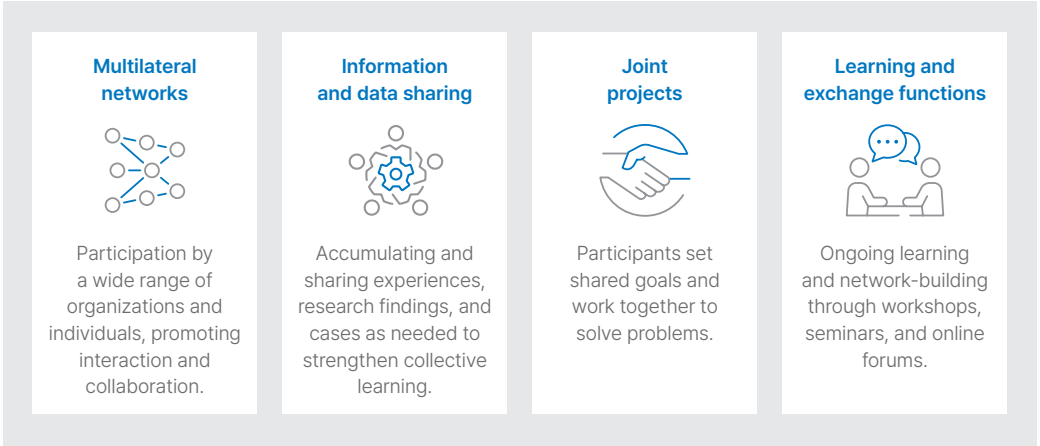 Multilateral
networks
Participation by
a wide range of
organizations and
individuals, promoting
interaction and
collaboration.
Information
and data sharing
Accumulating and
sharing experiences,
research findings, and
cases as needed to
strengthen collective
learning.
Joint
projects
Participants set
shared goals and
work together to
solve problems.
Learning and
exchange functions
Ongoing learning
and network-building
through workshops,
seminars, and online
forums.